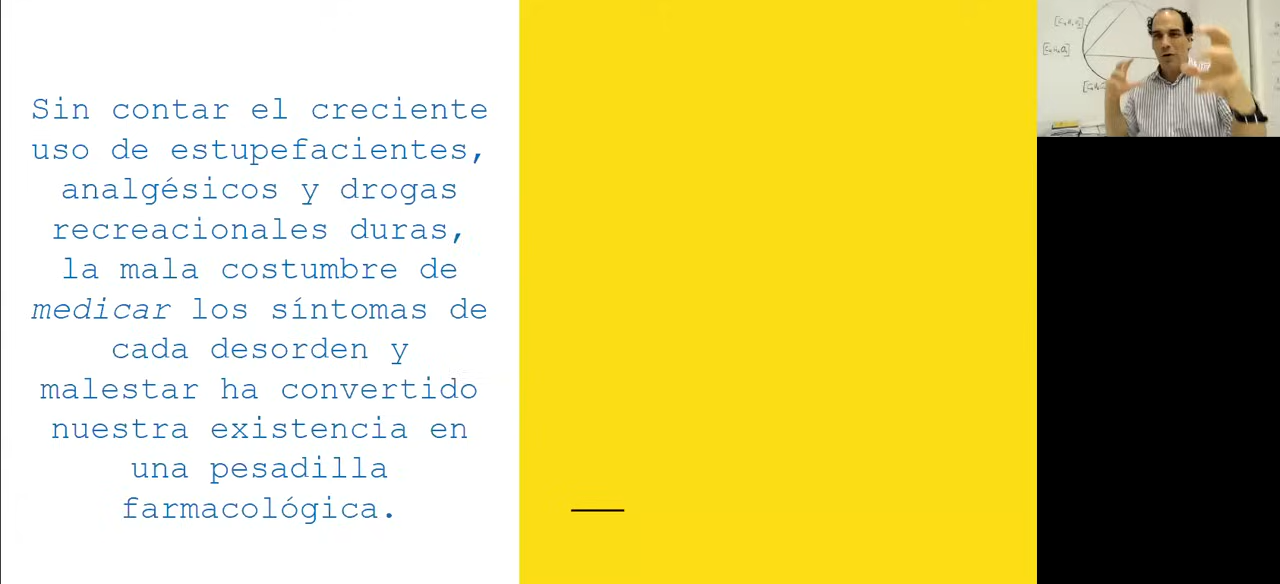 Sin contar el creciente
uso de estupefacientes,
analgésicos y drogas
recreacionales duras,
la mala costumbre de
medicar los síntomas de
cada desorden y
malestar ha convertido
nuestra existencia en
una pesadilla
farmacológica.